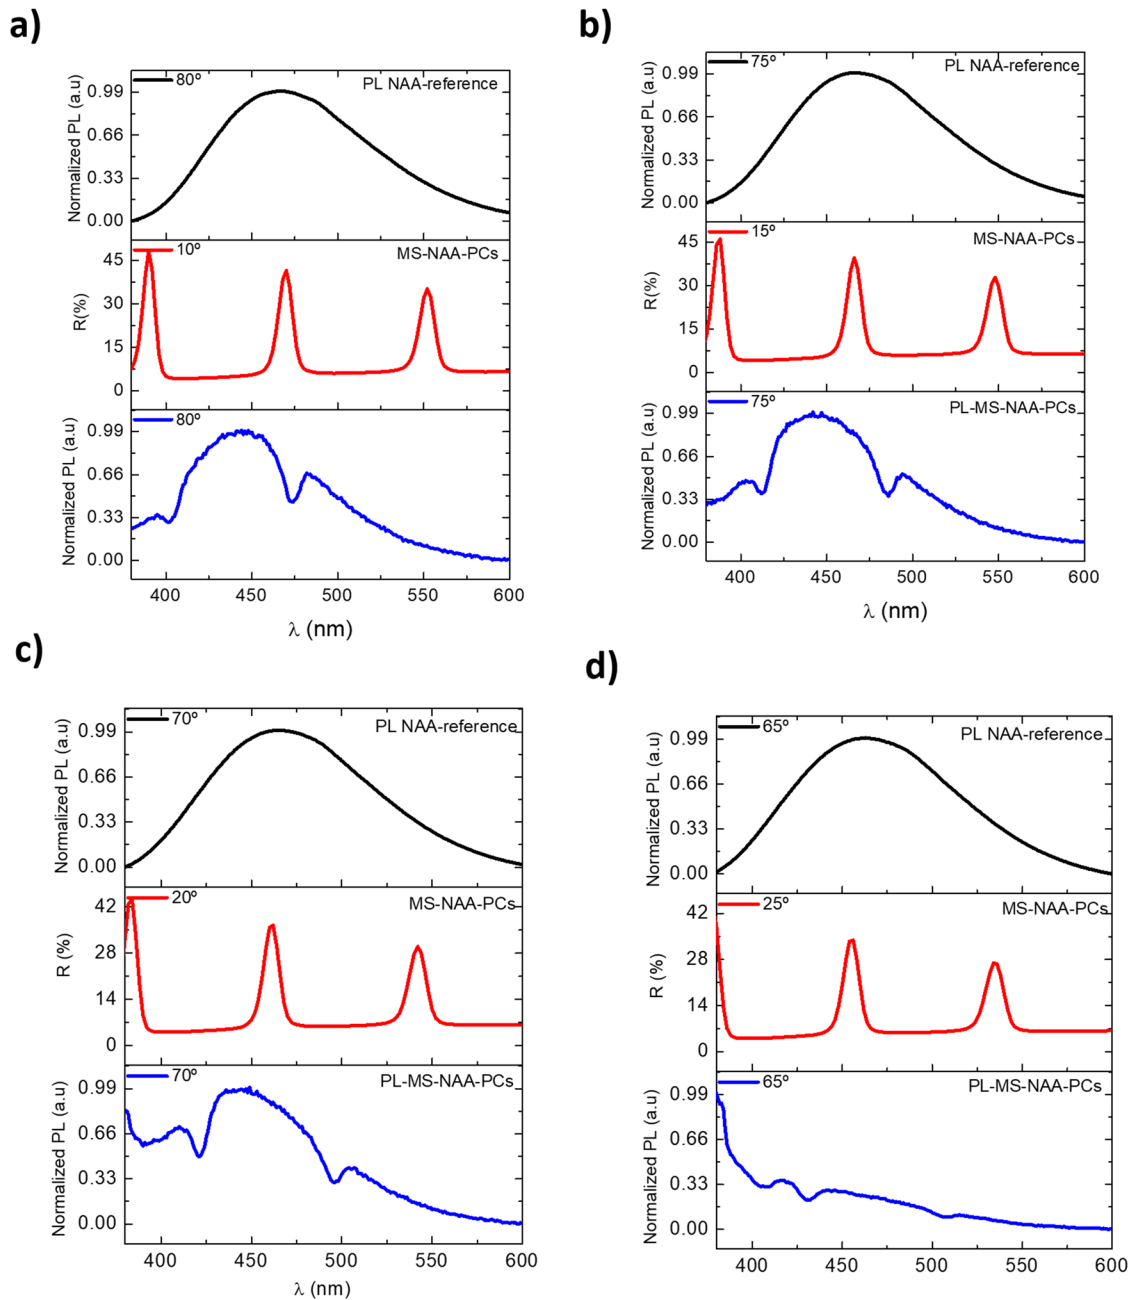 a)
Normalized PL (a.u)
0.99
0.66
0.33
0.00
80º
PL NAA-reference
R(%)
45
30
15
0
10º
MS-NAA-PCs
Normalized PL (a.u)
0.99
0.66
0.33
0.00
80º
400
450
500
550
600
λ (nm)
b)
Normalized PL (a.u)
0.99
0.66
0.33
0.00
75º
PL NAA-reference
R(%)
45
30
15
0
15º
MS-NAA-PCs
Normalized PL (a.u)
0.99
0.66
0.33
0.00
75º
PL-MS-NAA-PCs
400
450
500
550
600
λ (nm)
c)
Normalized PL (a.u)
0.99
0.66
0.33
0.00
70º
PL NAA-reference
R (%)
42
28
14
0
20º
MS-NAA-PCs
Normalized PL (a.u)
0.99
0.66
0.33
0.00
70º
PL-MS-NAA-PCs
400
450
500
550
600
λ (nm)
d)
Normalized PL (a.u)
0.99
0.66
0.33
0.00
65º
PL NAA-reference
R (%)
42
28
14
0
25º
MS-NAA-PCs
Normalized PL (a.u)
0.99
0.66
0.33
0.00
65º
PL-MS-NAA-PCs
400
450
500
550
600